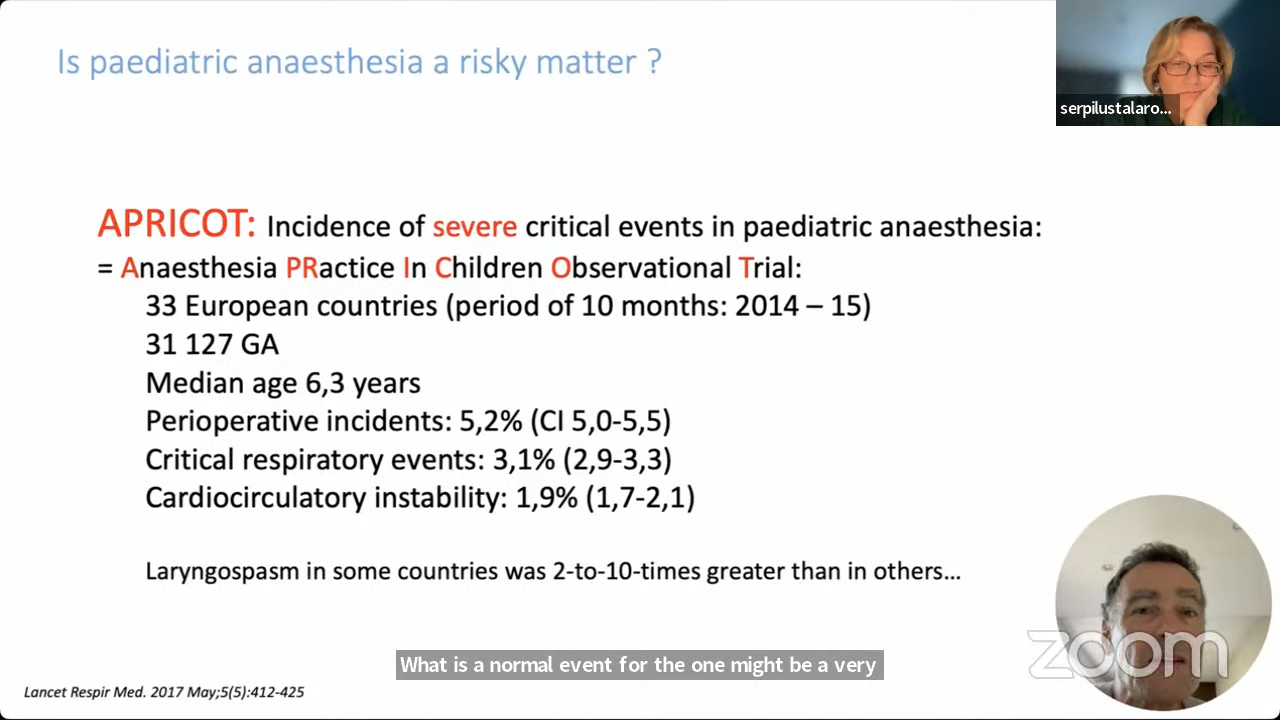 Is paediatric anaesthesia a risky matter ?
serpilustalaro...
APRICOT: Incidence of severe critical events in paediatric anaesthesia:
= Anaesthesia PRactice In Children Observational Trial:
33 European countries (period of 10 months: 2014 – 15)
31 127 GA
Median age 6,3 years
Perioperative incidents: 5,2% (CI 5,0-5,5)
Critical respiratory events: 3,1% (2,9-3,3)
Cardiocirculatory instability: 1,9% (1,7-2,1)
Laryngospasm in some countries was 2-to-10-times greater than in others…
zoom
What is a normal event for the one might be a very
Lancet Respir Med. 2017 May;5(5):412-425